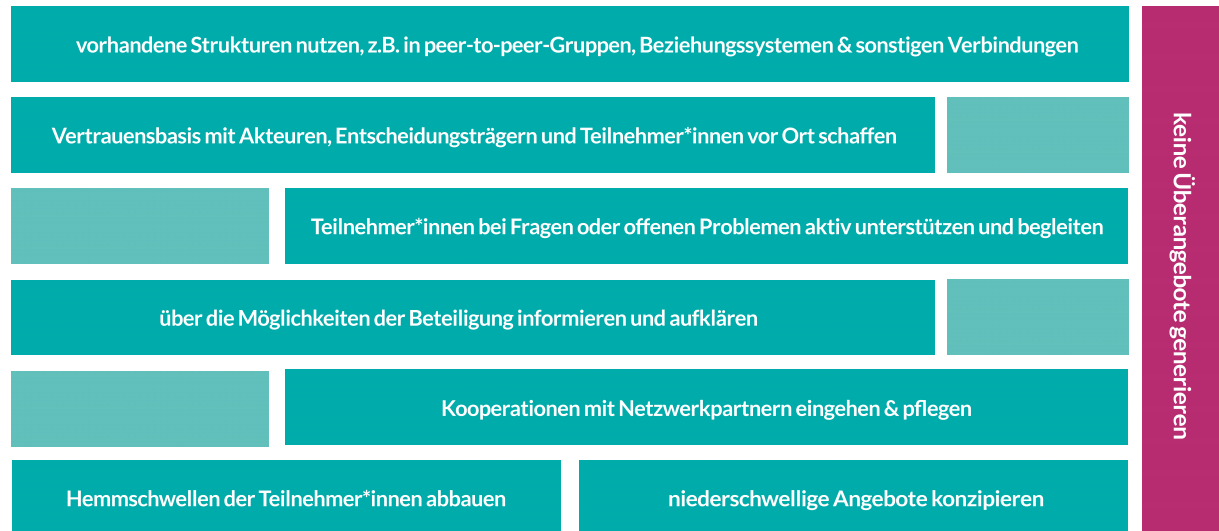 vorhandene Strukturen nutzen, z.B. in peer-to-peer-Gruppen, Beziehungssystemen & sonstigen Verbindungen
Vertrauensbasis mit Akteuren, Entscheidungsträgern und Teilnehmer*innen vor Ort schaffen
Teilnehmer*innen bei Fragen oder offenen Problemen aktiv unterstützen und begleiten
über die Möglichkeiten der Beteiligung informieren und aufklären
Kooperationen mit Netzwerkpartnern eingehen & pflegen
Hemmschwellen der Teilnehmer*innen abbauen
niederschwellige Angebote konzipieren
keine Überangebote generieren